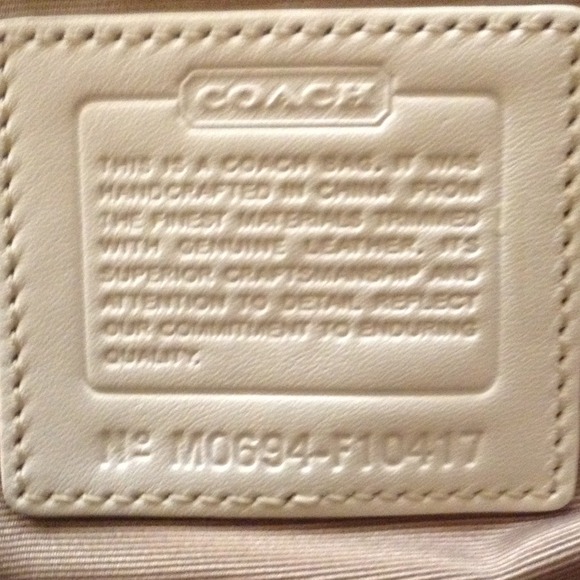 COACH
THIS IS A COACH BAG. IT WAS
HANDCRAFTED IN CHINA FROM
THE FINEST MATERIALS TRIMMED
WITH GENUINE LEATHER. ITS
SUPERIOR CRAFTSMANSHIP AND
ATTENTION TO DETAIL REFLECT
OUR COMMITMENT TO ENDURING
QUALITY.
Nº M0694-F10417